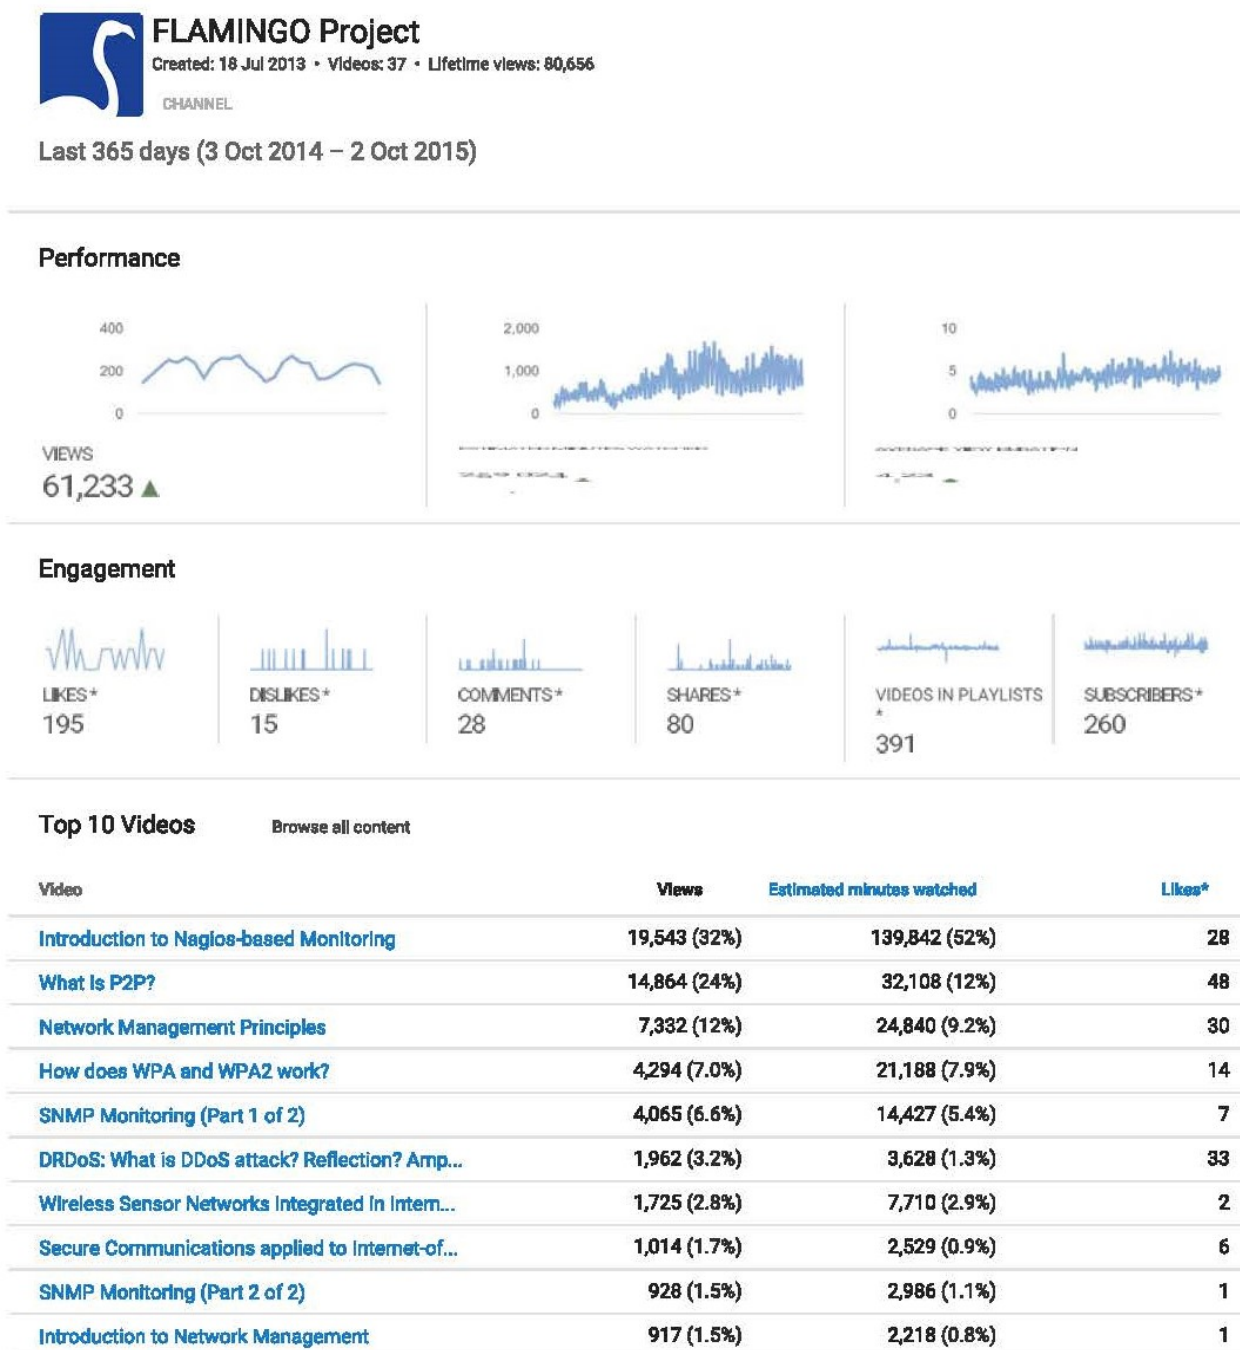 FLAMINGO Project
Created: 18 Jul 2013 • Videos: 37 • Lifetime views: 80,656
CHANNEL
Last 365 days (3 Oct 2014 – 2 Oct 2015)
Performance
400
200
0
2,000
1,000
0
10
5
0
VIEWS
61,233 ▲
Engagement
LIKES*
195
DISLIKES*
15
COMMENTS*
28
SHARES*
80
VIDEOS IN PLAYLISTS
*
391
SUBSCRIBERS*
260
Top 10 Videos Browse all content
Video Views Estimated minutes watched Likes*
Introduction to Nagios-based Monitoring 19,543 (32%) 139,842 (52%) 28
What is P2P? 14,864 (24%) 32,108 (12%) 48
Network Management Principles 7,332 (12%) 24,840 (9.2%) 30
How does WPA and WPA2 work? 4,294 (7.0%) 21,188 (7.9%) 14
SNMP Monitoring (Part 1 of 2) 4,065 (6.6%) 14,427 (5.4%) 7
DRDoS: What is DDoS attack? Reflection? Amp... 1,962 (3.2%) 3,628 (1.3%) 33
Wireless Sensor Networks Integrated in Intern... 1,725 (2.8%) 7,710 (2.9%) 2
Secure Communications applied to Internet-of... 1,014 (1.7%) 2,529 (0.9%) 6
SNMP Monitoring (Part 2 of 2) 928 (1.5%) 2,986 (1.1%) 1
Introduction to Network Management 917 (1.5%) 2,218 (0.8%) 1